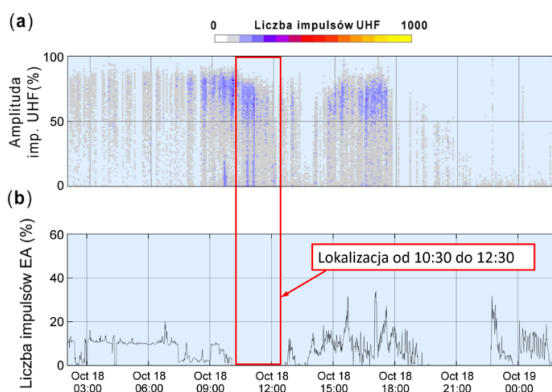 0 Liczba impulsów UHF 1000
(a)
Amplituda
imp. UHF(%)
100
50
0
(b)
Liczba impulsów EA (%)
60
40
20
0
Lokalizacja od 10:30 do 12:30
Oct 18 Oct 18 Oct 18 Oct 18 Oct 18 Oct 18 Oct 18 Oct 19
03:00 06:00 09:00 12:00 15:00 18:00 21:00 00:00